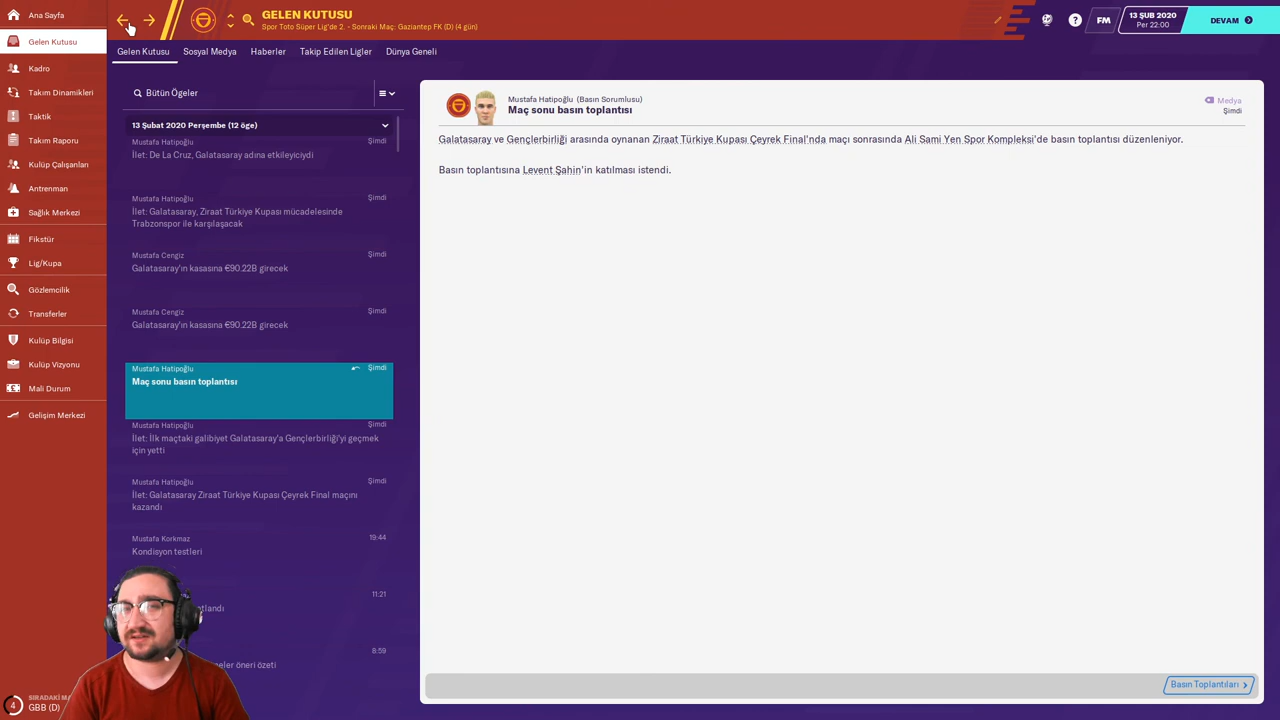 Ana Sayfa
Gelen Kutusu
Kadro
Takım Dinamikleri
Taktik
Takım Raporu
Kulüp Çalışanları
Antrenman
Sağlık Merkezi
Fikstür
Lig/Kupa
Gözlemcilik
Transferler
Kulüp Bilgisi
Kulüp Vizyonu
Mali Durum
Gelişim Merkezi
4
GBB (D)
GELEN KUTUSU
Spor Toto Süper Lig'de 2. - Sonraki Maç: Gaziantep FK (D) (4 gün)
FM
13 ŞUB 2020
Per 22:00
DEVAM
Gelen Kutusu Sosyal Medya Haberler Takip Edilen Ligler Dünya Geneli
Bütün Ögeler
13 Şubat 2020 Perşembe (12 öge)
Mustafa Hatipoğlu Şimdi
İlet: De La Cruz, Galatasaray adına etkileyiciydi
Mustafa Hatipoğlu Şimdi
İlet: Galatasaray, Ziraat Türkiye Kupası mücadelesinde
Trabzonspor ile karşılaşacak
Mustafa Cengiz Şimdi
Galatasaray'ın kasasına €90.22B girecek
Mustafa Cengiz Şimdi
Galatasaray'ın kasasına €90.22B girecek
Mustafa Hatipoğlu Şimdi
Maç sonu basın toplantısı
Mustafa Hatipoğlu Şimdi
İlet: İlk maçtaki galibiyet Galatasaray'a Gençlerbirliği'yi geçmek
için yetti
Mustafa Hatipoğlu Şimdi
İlet: Galatasaray Ziraat Türkiye Kupası Çeyrek Final maçını
kazandı
Mustafa Korkmaz 19:44
Kondisyon testleri
11:21
8:59
öneri özeti
Mustafa Hatipoğlu (Basın Sorumlusu)
Maç sonu basın toplantısı
Medya
Şimdi
Galatasaray ve Gençlerbirliği arasında oynanan Ziraat Türkiye Kupası Çeyrek Final'nda maçı sonrasında Ali Sami Yen Spor Kompleksi'de basın toplantısı düzenleniyor.
Basın toplantısına Levent Şahin'in katılması istendi.
Basın Toplantıları